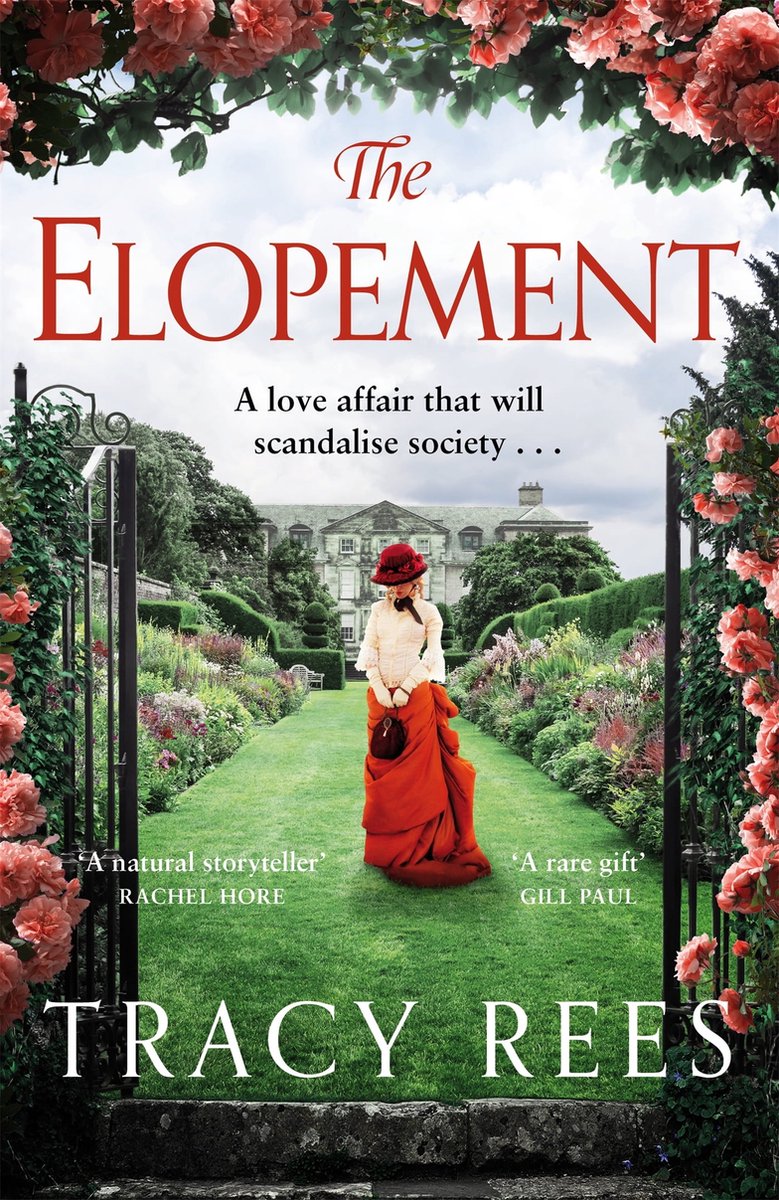 The
ELOPEMENT
A love affair that will
scandalise society . . .
‘A natural storyteller’
RACHEL HORE
‘A rare gift’
GILL PAUL
TRACY REES